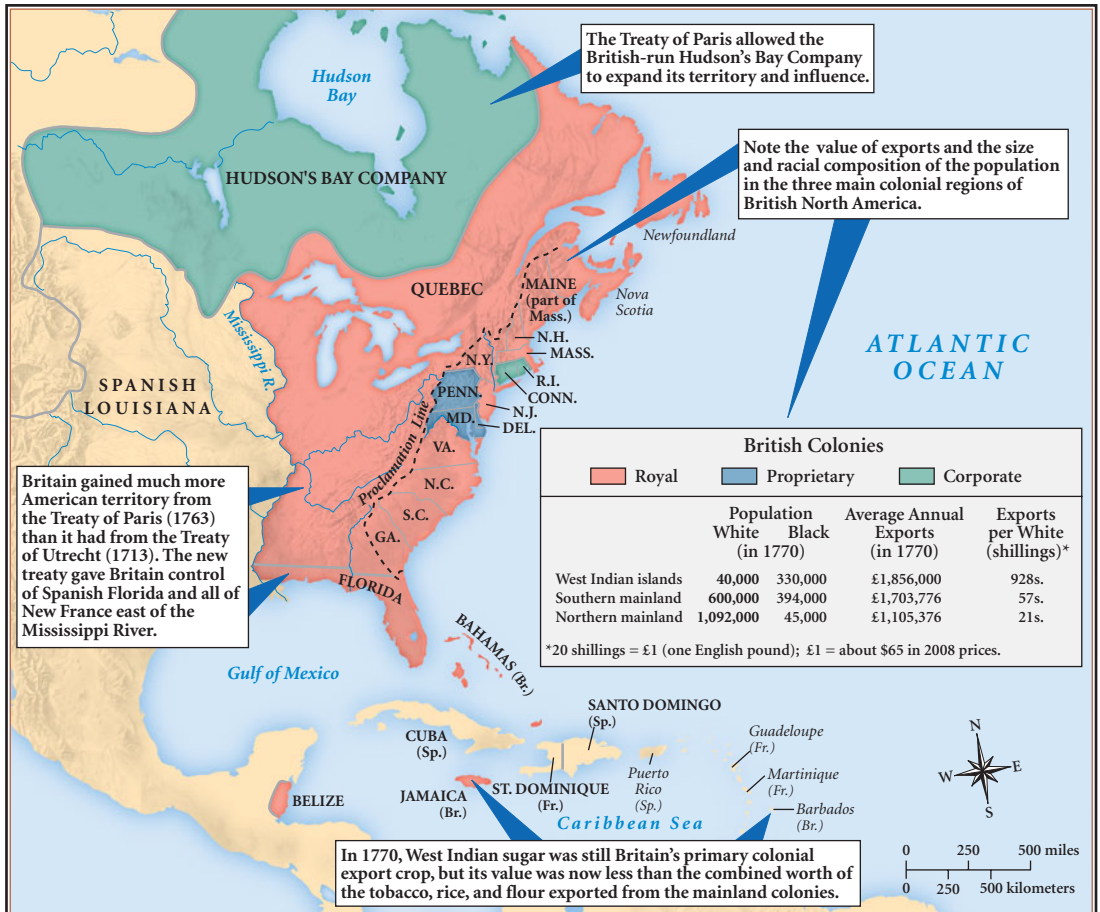 The Treaty of Paris allowed the
British-run Hudson's Bay Company
to expand its territory and influence.
Hudson
Bay
Note the value of exports and the size
and racial composition of the population
in the three main colonial regions of
British North America.
HUDSON'S BAY COMPANY
Newfoundland
QUEBEC
MAINE
(part of
Mass.)
Nova
Scotia
Mississippi R.
N.H.
MASS.
N.Y.
R.I.
CONN.
PENN.
N.J.
MD.
DEL.
ATLANTIC
OCEAN
SPANISH
LOUISIANA
Proclamation Line
VA.
N.C.
S.C.
GA.
FLORIDA
Britain gained much more
American territory from
the Treaty of Paris (1763)
than it had from the Treaty
of Utrecht (1713). The new
treaty gave Britain control
of Spanish Florida and all of
New France east of the
Mississippi River.
British Colonies
Royal Proprietary Corporate
Population Average Annual Exports
White Black Exports per White
(in 1770) (in 1770) (shillings)*
West Indian islands 40,000 330,000 £1,856,000 928s.
Southern mainland 600,000 394,000 £1,703,776 57s.
Northern mainland 1,092,000 45,000 £1,105,376 21s.
*20 shillings = £1 (one English pound); £1 = about $65 in 2008 prices.
BAHAMAS (Br.)
Gulf of Mexico
CUBA
(Sp.)
SANTO DOMINGO
(Sp.)
Guadeloupe
(Fr.)
Puerto
Rico
(Sp.)
Martinique
(Fr.)
BELIZE
JAMAICA
(Br.)
ST. DOMINIQUE
(Fr.)
Barbados
(Br.)
Caribbean Sea
N
W E
S
In 1770, West Indian sugar was still Britain's primary colonial
export crop, but its value was now less than the combined worth of
the tobacco, rice, and flour exported from the mainland colonies.
0 250 500 miles
0 250 500 kilometers